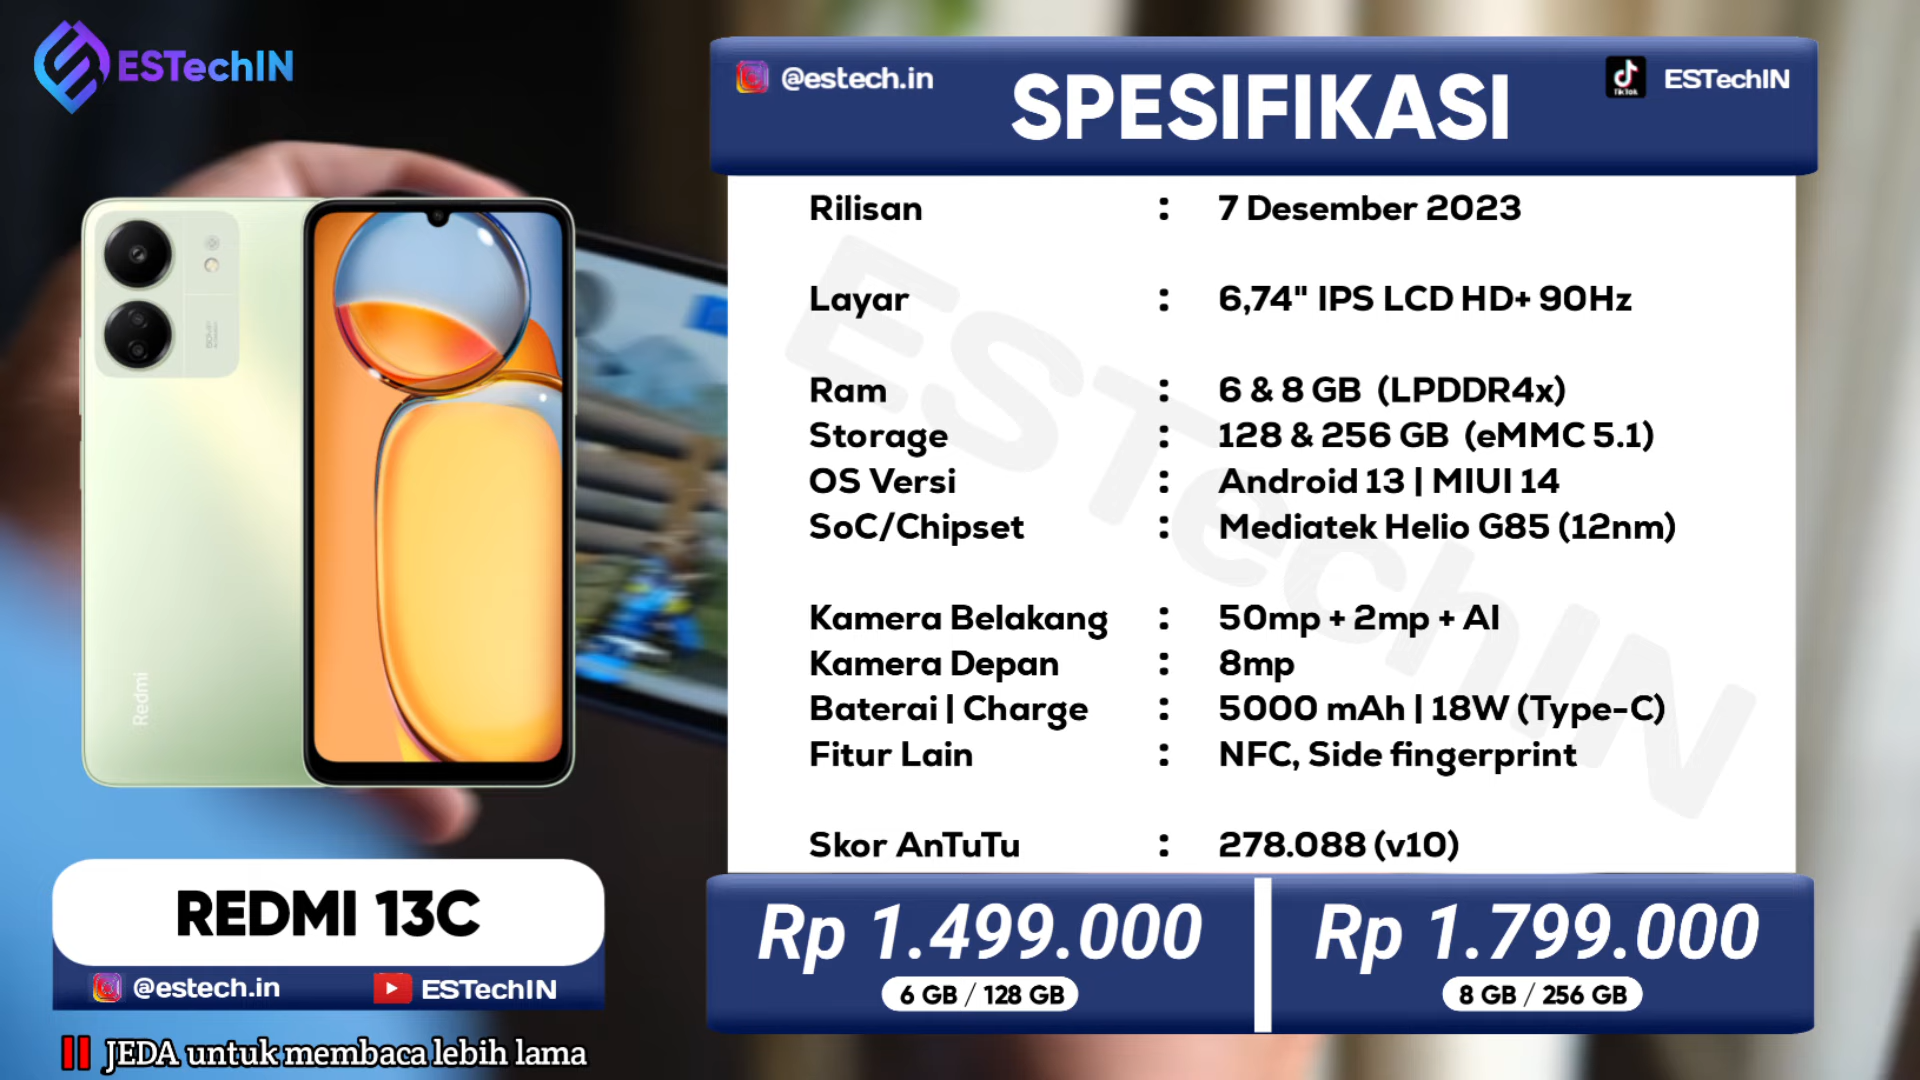 ESTechIN
@estech.in
SPESIFIKASI
TikTok
ESTechIN
Rilisan : 7 Desember 2023
Layar : 6,74" IPS LCD HD+ 90Hz
Ram : 6 & 8 GB (LPDDR4x)
Storage : 128 & 256 GB (eMMC 5.1)
OS Versi : Android 13 | MIUI 14
SoC/Chipset : Mediatek Helio G85 (12nm)
Kamera Belakang : 50mp + 2mp + AI
Kamera Depan : 8mp
Baterai | Charge : 5000 mAh | 18W (Type-C)
Fitur Lain : NFC, Side fingerprint
Skor AnTuTu : 278.088 (v10)
ESTechIN
Redmi
REDMI 13C
@estech.in
ESTechIN
Rp 1.499.000
6 GB / 128 GB
Rp 1.799.000
8 GB / 256 GB
JEDA untuk membaca lebih lama